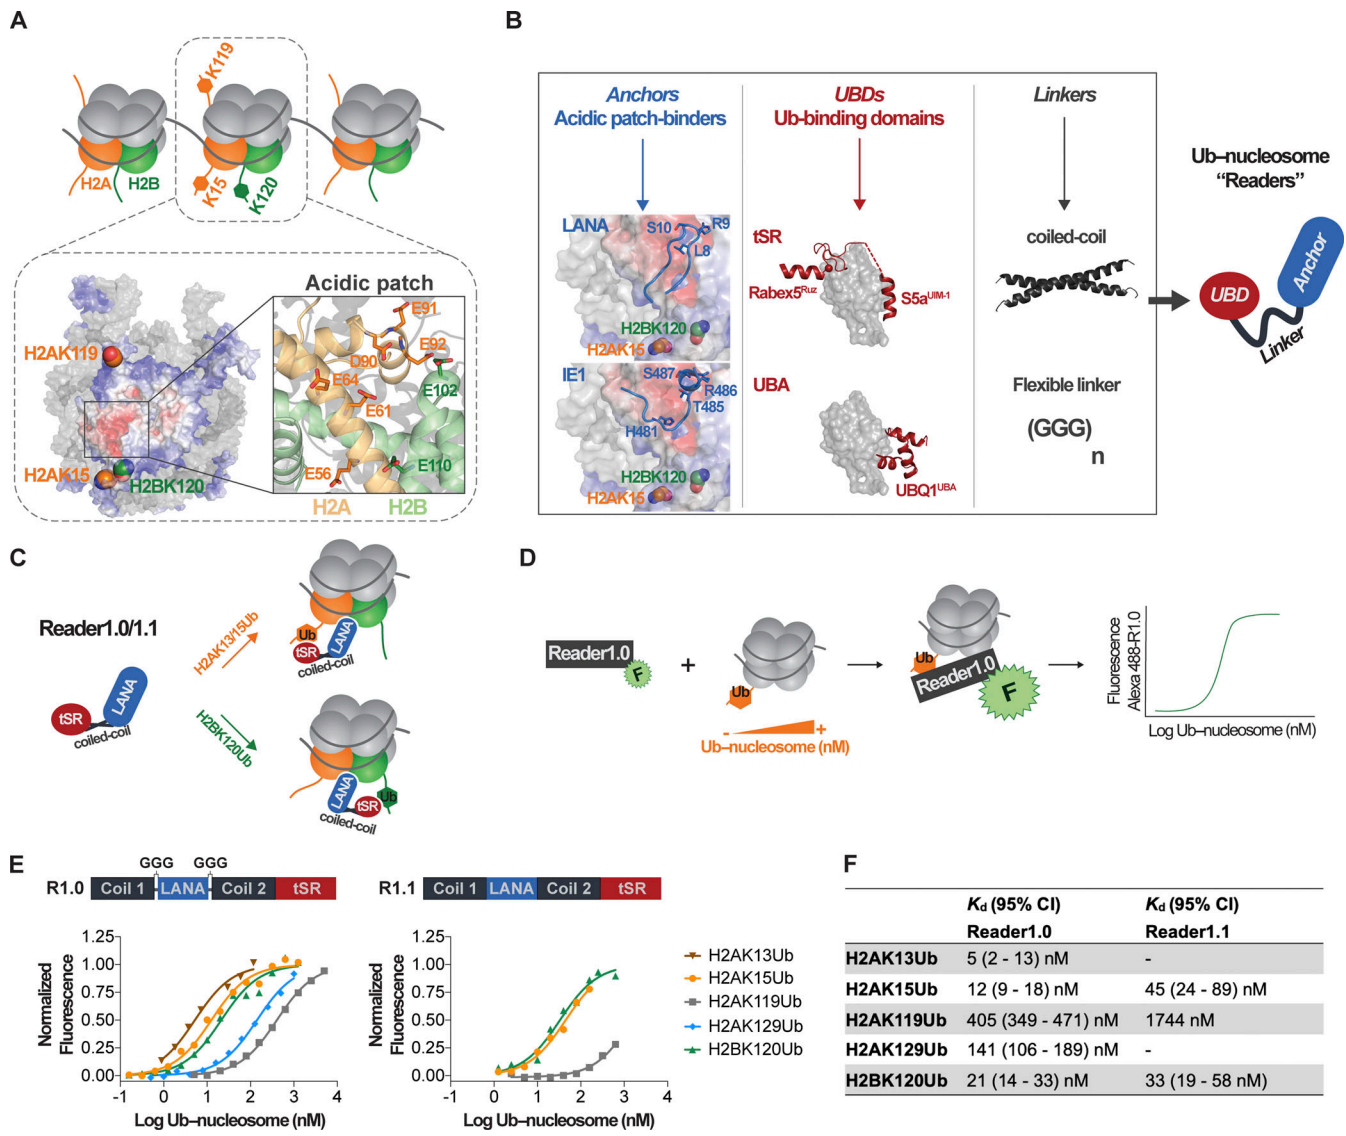 A
K119
H2A
H2B
K15
K120
Acidic patch
H2AK119
H2AK15
H2BK120
E91
E92
D90
E64
E102
E61
E56
E110
H2A
H2B
B
Anchors
Acidic patch-binders
UBDs
Ub-binding domains
Linkers
LANA
S10
R9
L8
H2BK120
H2AK15
IE1
S487
R486
T485
H481
H2BK120
H2AK15
tSR
Rabex5Ruz
S5aUIM-1
UBA
UBQ1UBA
coiled-coil
Flexible linker
(GGG)
n
Ub–nucleosome
“Readers”
UBD
Linker
Anchor
C
Reader1.0/1.1
tSR
LANA
coiled-coil
H2AK13/15Ub
H2BK120Ub
Ub
tSR
LANA
coiled-coil
LANA
tSR
Ub
coiled-coil
D
Reader1.0
F
+
Ub
- +
Ub–nucleosome (nM)
Ub
Reader1.0
F
Fluorescence
Alexa 488-R1.0
Log Ub–nucleosome (nM)
E
GGG GGG
R1.0 Coil 1 LANA Coil 2 tSR
Normalized
Fluorescence
1.25
1.00
0.75
0.50
0.25
0.00
-1 0 1 2 3 4
Log Ub–nucleosome (nM)
R1.1 Coil 1 LANA Coil 2 tSR
Normalized
Fluorescence
1.25
1.00
0.75
0.50
0.25
0.00
-1 0 1 2 3 4
Log Ub–nucleosome (nM)
H2AK13Ub
H2AK15Ub
H2AK119Ub
H2AK129Ub
H2BK120Ub
F
Kd (95% CI) Kd (95% CI)
Reader1.0 Reader1.1
H2AK13Ub 5 (2 - 13) nM -
H2AK15Ub 12 (9 - 18) nM 45 (24 - 89) nM
H2AK119Ub 405 (349 - 471) nM 1744 nM
H2AK129Ub 141 (106 - 189) nM -
H2BK120Ub 21 (14 - 33) nM 33 (19 - 58 nM)